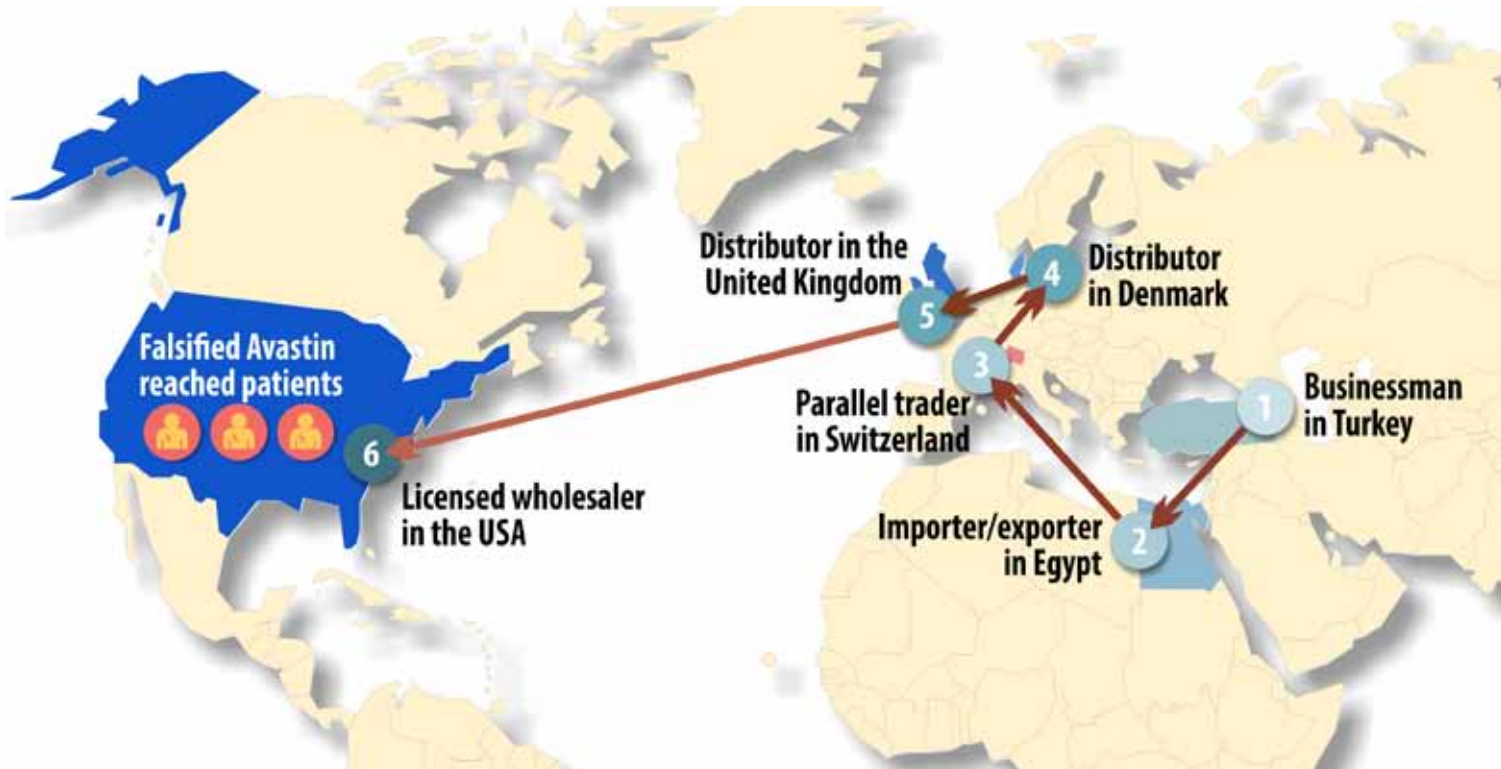 Distributor in the
United Kingdom
5
4
Distributor
in Denmark
Falsified Avastin
reached patients
6
Licensed wholesaler
in the USA
3
Parallel trader
in Switzerland
1
Businessman
in Turkey
Importer/exporter
in Egypt
2